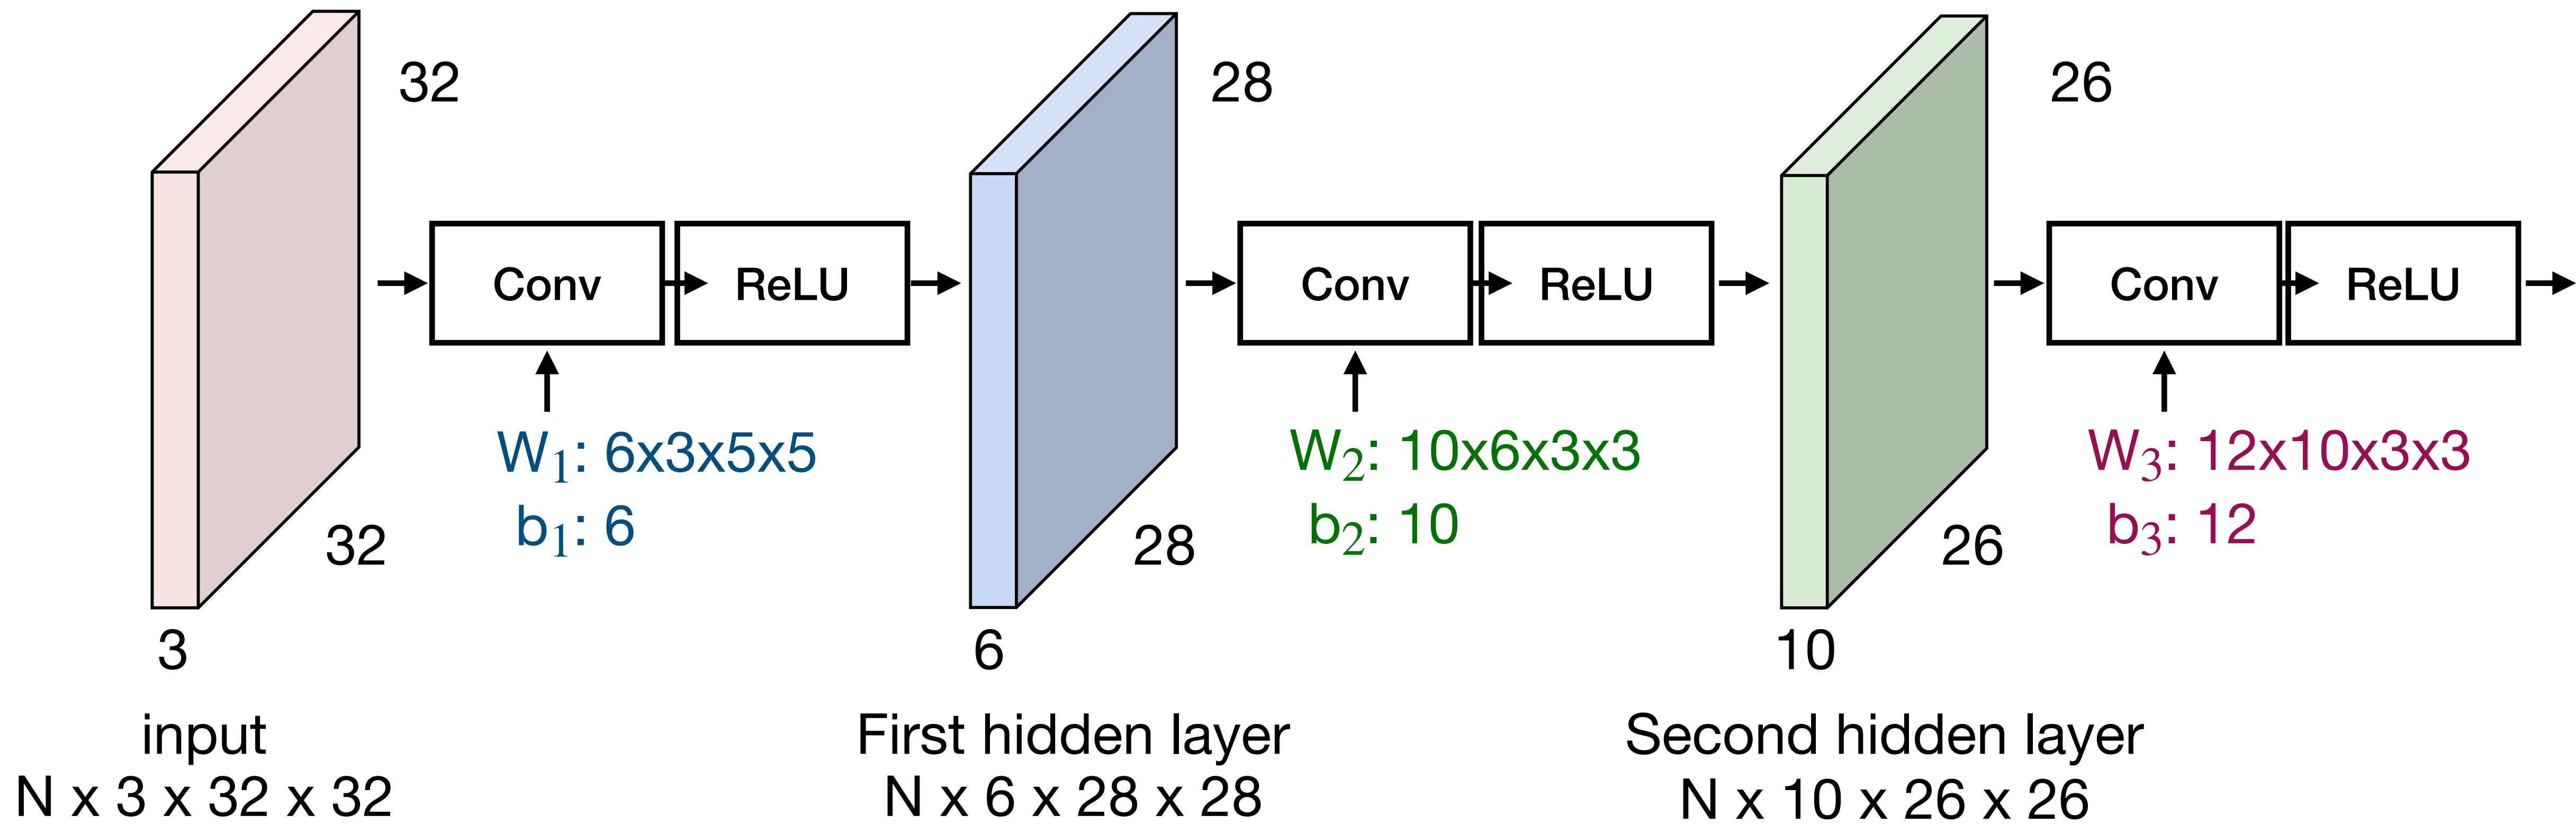 32
28
26
Conv
ReLU
Conv
ReLU
Conv
ReLU
W₁: 6x3x5x5
b₁: 6
W₂: 10x6x3x3
b₂: 10
W₃: 12x10x3x3
b₃: 12
32
28
26
3
6
10
input
N x 3 x 32 x 32
First hidden layer
N x 6 x 28 x 28
Second hidden layer
N x 10 x 26 x 26